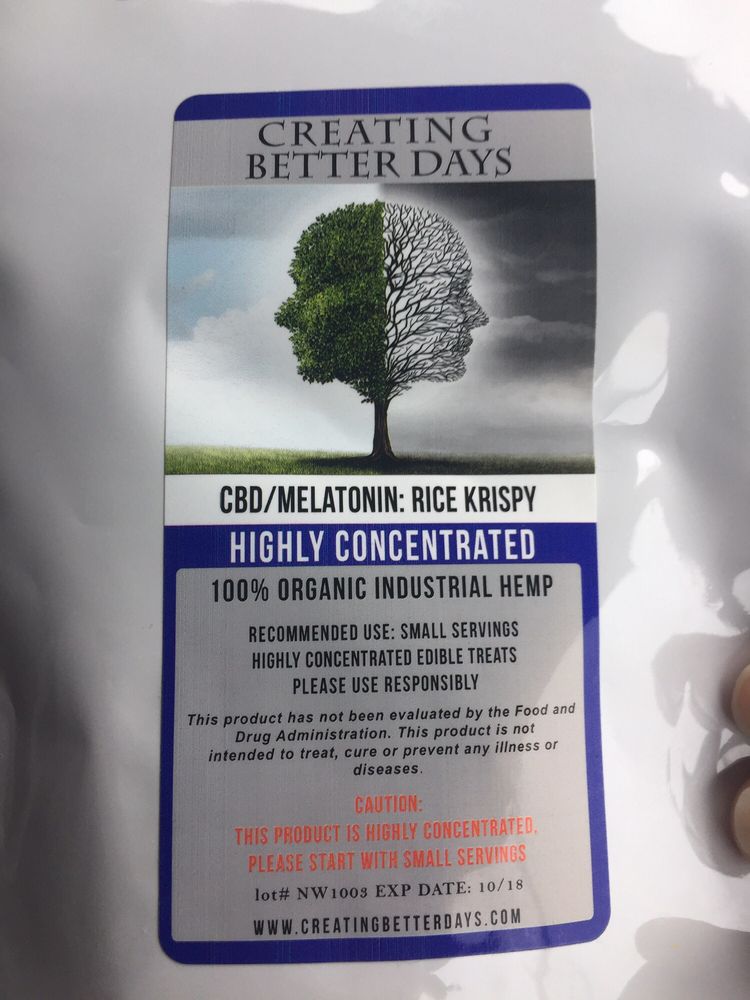 CREATING
BETTER DAYS
CBD/MELATONIN: RICE KRISPY
HIGHLY CONCENTRATED
100% ORGANIC INDUSTRIAL HEMP
RECOMMENDED USE: SMALL SERVINGS
HIGHLY CONCENTRATED EDIBLE TREATS
PLEASE USE RESPONSIBLY
This product has not been evaluated by the Food and
Drug Administration. This product is not
intended to treat, cure or prevent any illness or
diseases.
CAUTION:
THIS PRODUCT IS HIGHLY CONCENTRATED,
PLEASE START WITH SMALL SERVINGS
lot# NW1003 EXP DATE: 10/18
WWW.CREATINGBETTERDAYS.COM